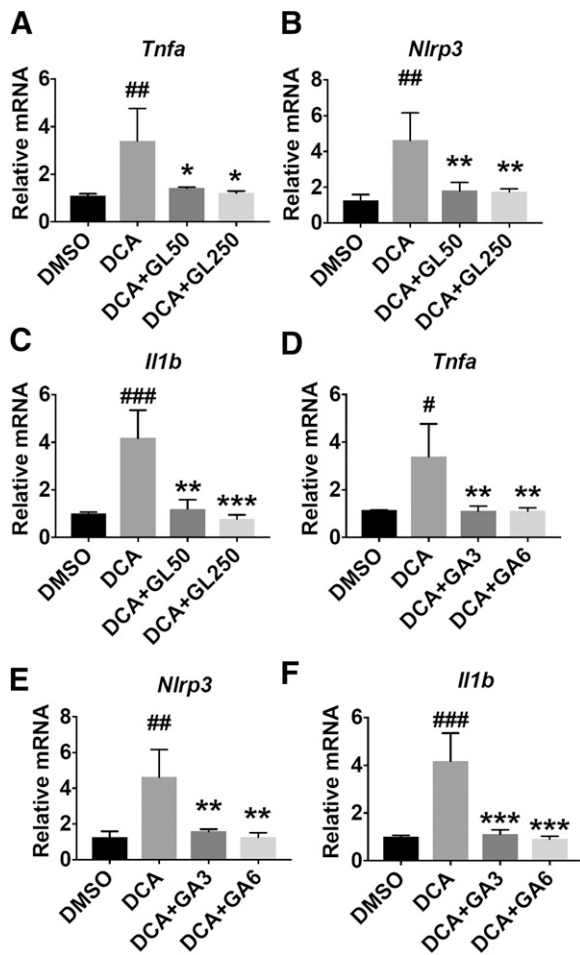 A
Tnfa
Relative mRNA
6
4
2
0
##
*
*
DMSO
DCA
DCA+GL50
DCA+GL250
B
Nlrp3
Relative mRNA
8
6
4
2
0
##
**
**
DMSO
DCA
DCA+GL50
DCA+GL250
C
Il1b
Relative mRNA
6
4
2
0
###
**
***
DMSO
DCA
DCA+GL50
DCA+GL250
D
Tnfa
Relative mRNA
6
4
2
0
#
**
**
DMSO
DCA
DCA+GA3
DCA+GA6
E
Nlrp3
Relative mRNA
8
6
4
2
0
##
**
**
DMSO
DCA
DCA+GA3
DCA+GA6
F
Il1b
Relative mRNA
6
4
2
0
###
***
***
DMSO
DCA
DCA+GA3
DCA+GA6